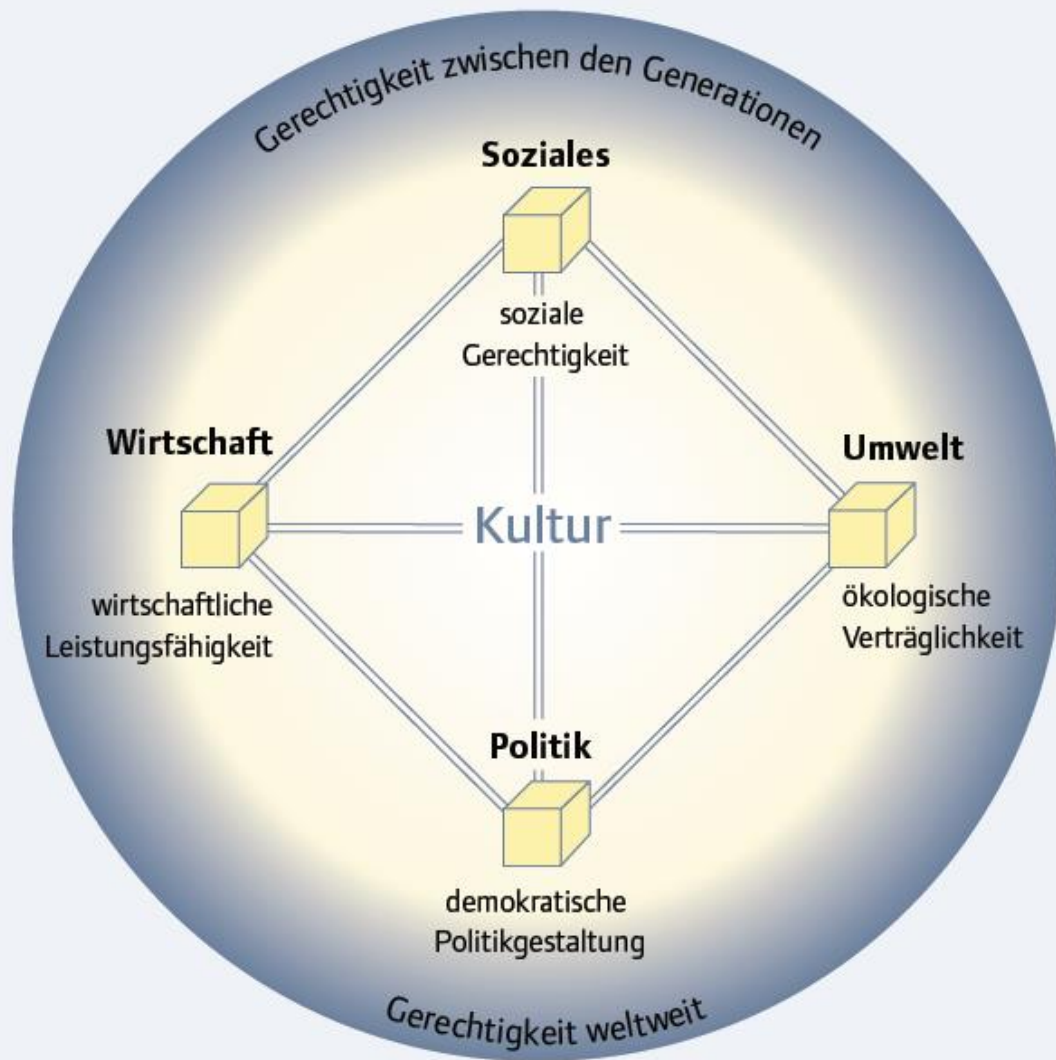 Gerechtigkeit zwischen den Generationen
Soziales
soziale
Gerechtigkeit
Wirtschaft
wirtschaftliche
Leistungsfähigkeit
Kultur
Umwelt
ökologische
Verträglichkeit
Politik
demokratische
Politikgestaltung
Gerechtigkeit weltweit